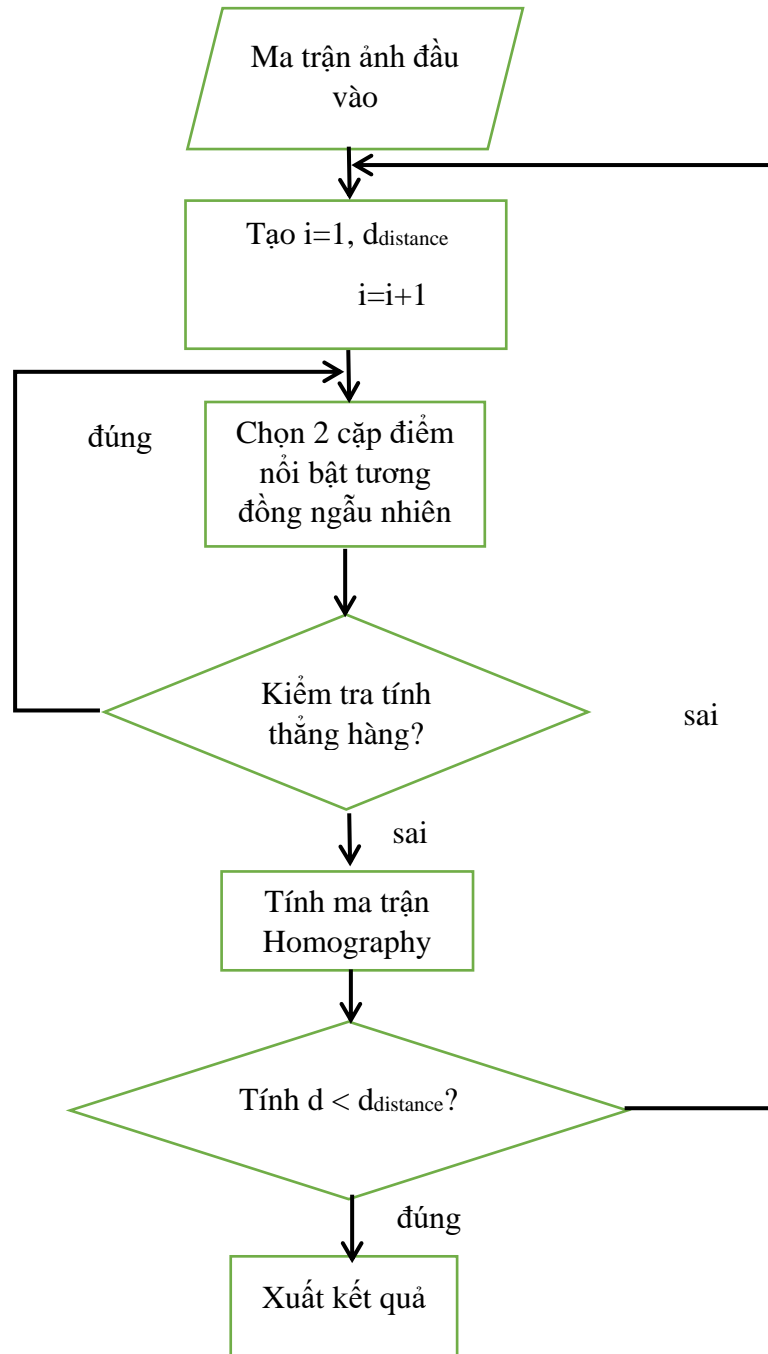 Ma trận ảnh đầu
vào
Tạo i=1, ddistance
i=i+1
đúng
Chọn 2 cặp điểm
nổi bật tương
đồng ngẫu nhiên
Kiểm tra tính
thẳng hàng?
sai
sai
Tính ma trận
Homography
Tính d < ddistance?
đúng
Xuất kết quả